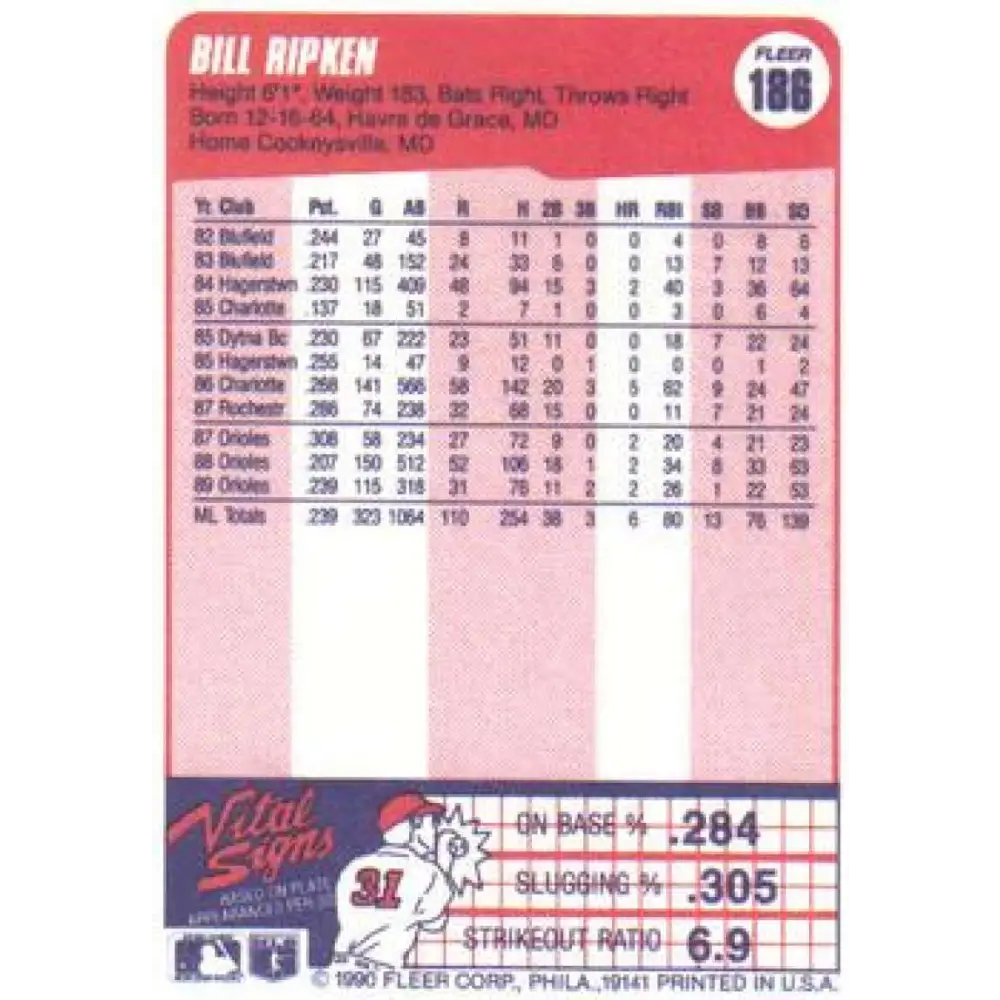 BILL RIPKEN
FLEER
186
Height 6'1", Weight 183, Bats Right, Throws Right
Born 12-16-64, Havre de Grace, MD
Home Cockeysville, MD
Yr. Club Pct. G AB R H 2B 3B HR RBI SB BB SO
82 Blufield .244 27 45 8 11 1 0 0 4 0 8 6
83 Blufield .217 48 152 24 33 6 0 0 13 7 12 13
84 Hagerstwn .230 115 409 48 94 15 3 2 40 3 36 64
85 Charlotte .137 18 51 2 7 1 0 0 3 0 6 4
85 Dytna Bc .230 67 222 23 51 11 0 0 18 7 22 24
85 Hagerstwn .255 14 47 9 12 0 1 0 0 0 1 2
86 Charlotte .268 141 58 142 20 3 5 62 9 24 47
87 Rochestr .286 74 238 32 68 15 0 0 11 7 21 24
87 Orioles .308 58 234 27 72 9 0 2 20 4 21 23
88 Orioles .207 150 512 52 106 18 1 2 34 8 33 63
89 Orioles .239 115 318 31 76 11 2 2 26 1 22 53
ML Totals .239 323 1064 110 254 38 3 6 80 13 76 139
Vital Signs
BASED ON PLATE
APPEARANCES PER
31
ON BASE % .284
SLUGGING % .305
STRIKEOUT RATIO 6.9
© 1990 FLEER CORP., PHILA., 19141 PRINTED IN U.S.A.